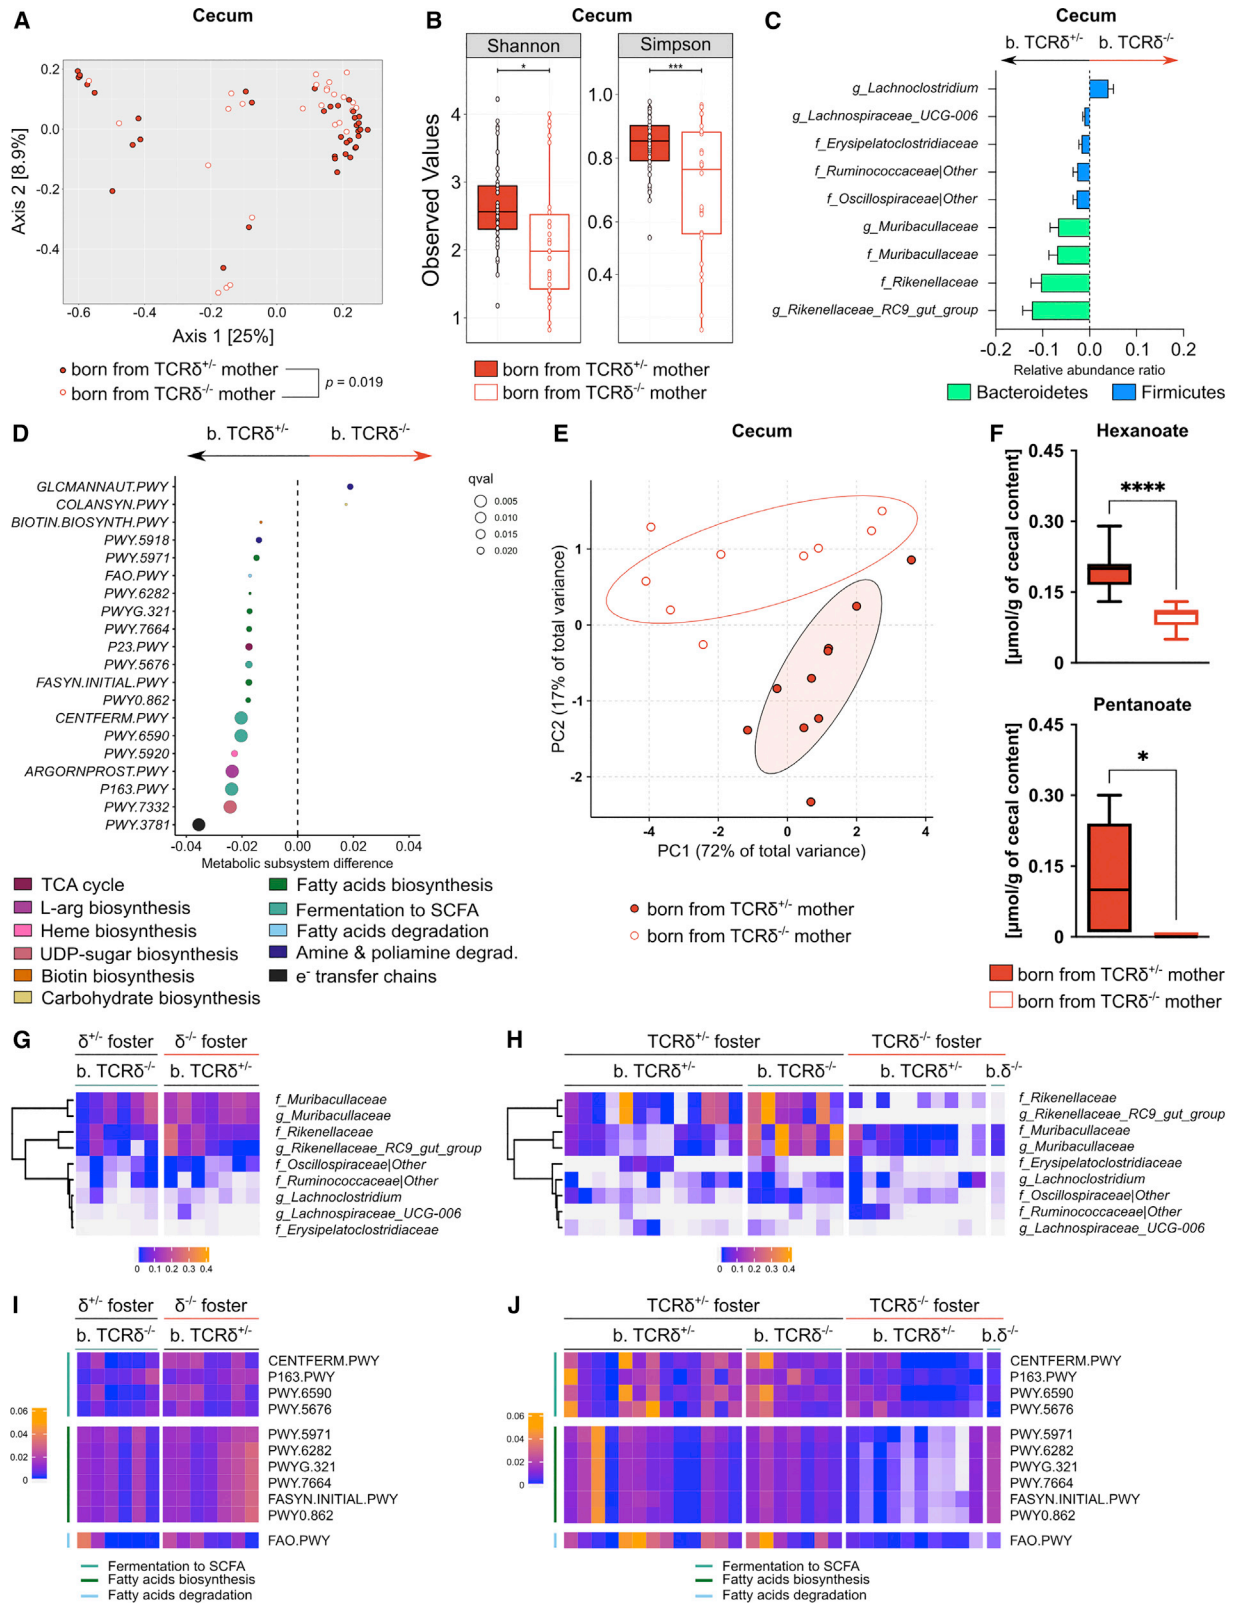 A
Cecum
0.2
0.0
-0.2
-0.4
Axis 2 [8.9%]
-0.6
-0.4
-0.2
0.0
0.2
Axis 1 [25%]
born from TCRδ+/- mother
born from TCRδ-/- mother
p = 0.019
B
Cecum
Shannon
Simpson
*
***
Observed Values
4
3
2
1
1.0
0.8
0.6
0.4
born from TCRδ+/- mother
born from TCRδ-/- mother
C
Cecum
b. TCRδ+/-
b. TCRδ-/-
g_Lachnoclostridium
g_Lachnospiraceae_UCG-006
f_Erysipelatoclostridiaceae
f_Ruminococcaceae|Other
f_Oscillospiraceae|Other
g_Muribacullaceae
f_Muribacullaceae
f_Rikenellaceae
g_Rikenellaceae_RC9_gut_group
-0.2
-0.1
0.0
0.1
0.2
Relative abundance ratio
Bacteroidetes
Firmicutes
D
b. TCRδ+/-
b. TCRδ-/-
GLCMANNAUT.PWY
COLANSYN.PWY
BIOTIN.BIOSYNTH.PWY
PWY.5918
PWY.5971
FAO.PWY
PWY.6282
PWYG.321
PWY.7664
P23.PWY
PWY.5676
FASYN.INITIAL.PWY
PWY0.862
CENTFERM.PWY
PWY.6590
PWY.5920
ARGORNPROST.PWY
P163.PWY
PWY.7332
PWY.3781
-0.04
-0.02
0.00
0.02
0.04
Metabolic subsystem difference
qval
0.005
0.010
0.015
0.020
TCA cycle
L-arg biosynthesis
Heme biosynthesis
UDP-sugar biosynthesis
Biotin biosynthesis
Carbohydrate biosynthesis
Fatty acids biosynthesis
Fermentation to SCFA
Fatty acids degradation
Amine & poliamine degrad.
e- transfer chains
E
Cecum
1
0
-1
-2
PC2 (17% of total variance)
-4
-2
0
2
4
PC1 (72% of total variance)
born from TCRδ+/- mother
born from TCRδ-/- mother
F
Hexanoate
0.45
0.30
0.15
0
[µmol/g of cecal content]
****
Pentanoate
0.45
0.30
0.15
0
[µmol/g of cecal content]
*
born from TCRδ+/- mother
born from TCRδ-/- mother
G
δ+/- foster
δ-/- foster
b. TCRδ-/-
b. TCRδ+/-
f_Muribacullaceae
g_Muribacullaceae
f_Rikenellaceae
g_Rikenellaceae_RC9_gut_group
f_Oscillospiraceae|Other
f_Ruminococcaceae|Other
g_Lachnoclostridium
g_Lachnospiraceae_UCG-006
f_Erysipelatoclostridiaceae
0 0.1 0.2 0.3 0.4
H
TCRδ+/- foster
TCRδ-/- foster
b. TCRδ+/-
b. TCRδ-/-
b. TCRδ+/-
b.δ-/-
f_Rikenellaceae
g_Rikenellaceae_RC9_gut_group
f_Muribacullaceae
g_Muribacullaceae
f_Erysipelatoclostridiaceae
g_Lachnoclostridium
f_Oscillospiraceae|Other
f_Ruminococcaceae|Other
g_Lachnospiraceae_UCG-006
0 0.1 0.2 0.3 0.4
I
δ+/- foster
δ-/- foster
b. TCRδ-/-
b. TCRδ+/-
CENTFERM.PWY
P163.PWY
PWY.6590
PWY.5676
PWY.5971
PWY.6282
PWYG.321
PWY.7664
FASYN.INITIAL.PWY
PWY0.862
FAO.PWY
0.06
0.04
0.02
0
Fermentation to SCFA
Fatty acids biosynthesis
Fatty acids degradation
J
TCRδ+/- foster
TCRδ-/- foster
b. TCRδ+/-
b. TCRδ-/-
b. TCRδ+/-
b.δ-/-
CENTFERM.PWY
P163.PWY
PWY.6590
PWY.5676
PWY.5971
PWY.6282
PWYG.321
PWY.7664
FASYN.INITIAL.PWY
PWY0.862
FAO.PWY
0.06
0.04
0.02
0
Fermentation to SCFA
Fatty acids biosynthesis
Fatty acids degradation